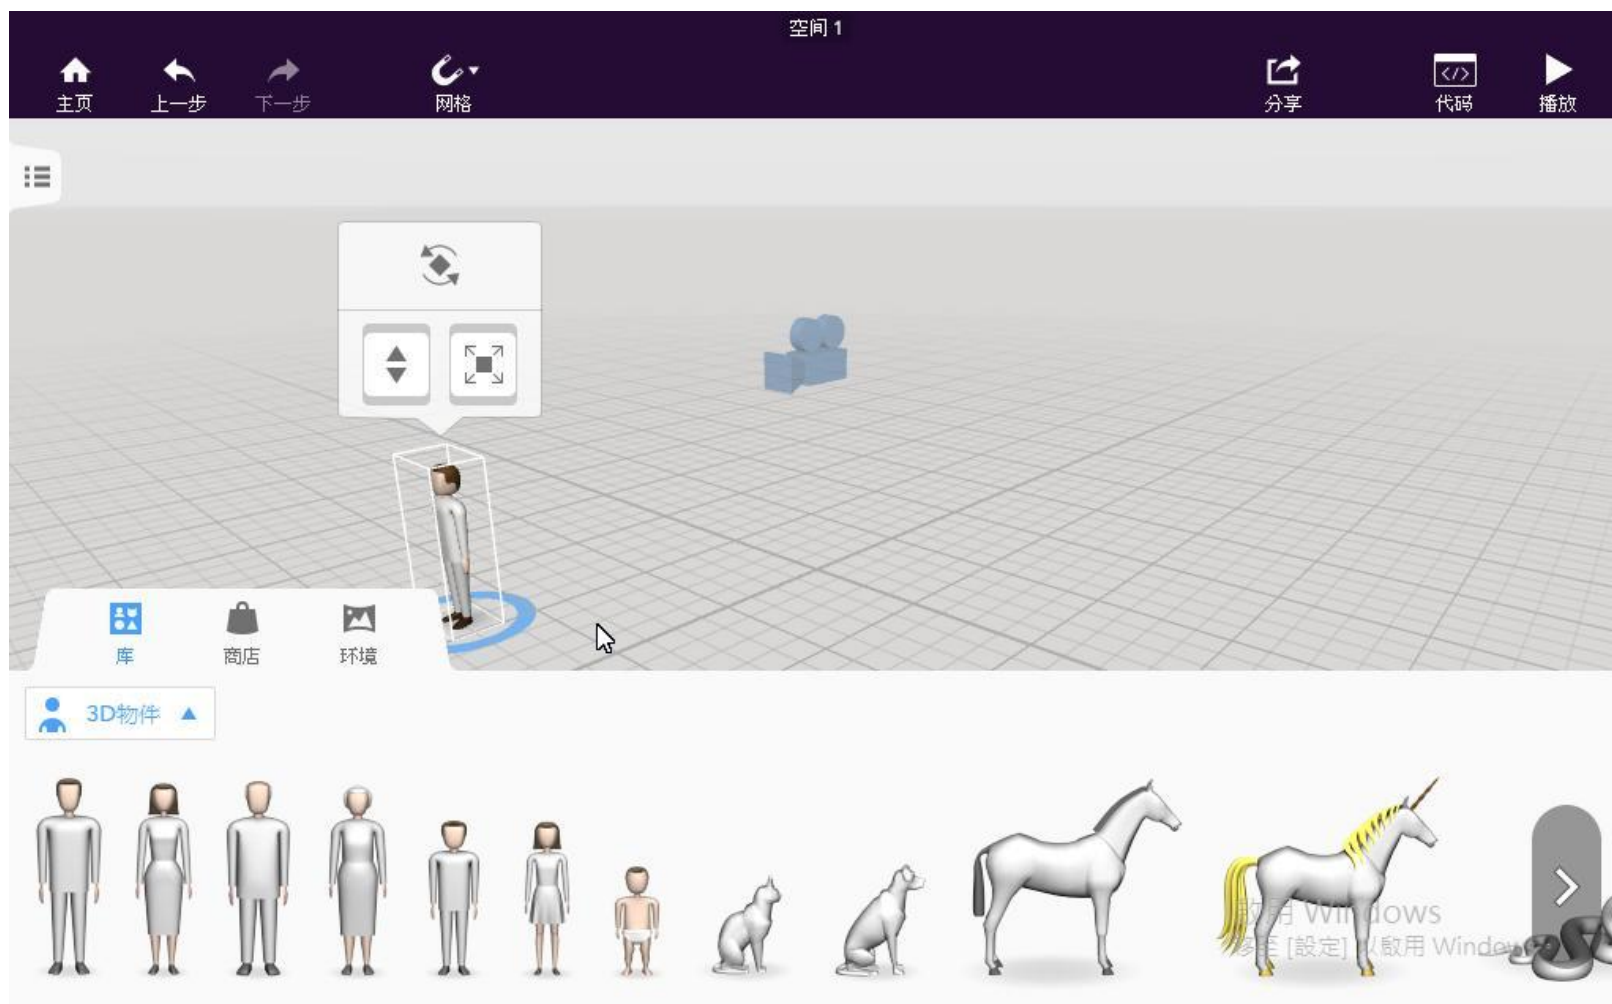 空间 1
主页
上一步
下一步
网格
分享
代码
播放
库
商店
环境
3D物件
啟用 Windows
移至 [設定] 以啟用 Windows